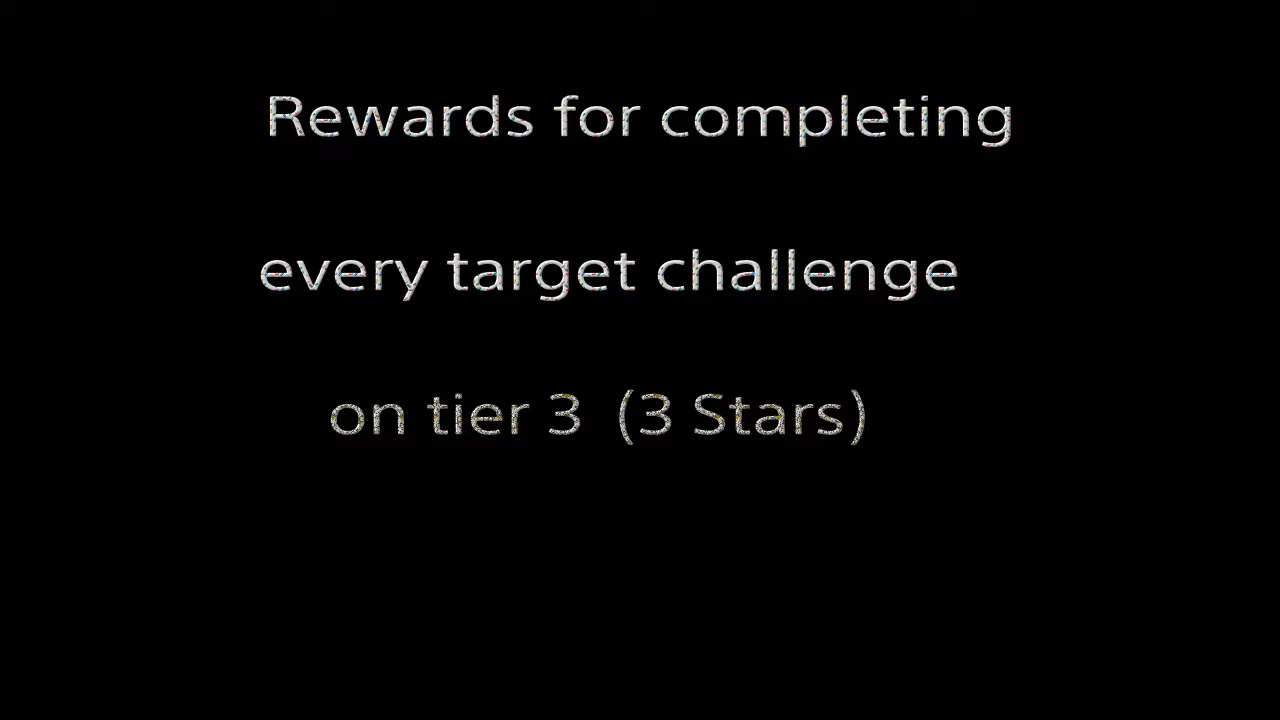 Rewards for completing
every target challenge
on tier 3 (3 Stars)